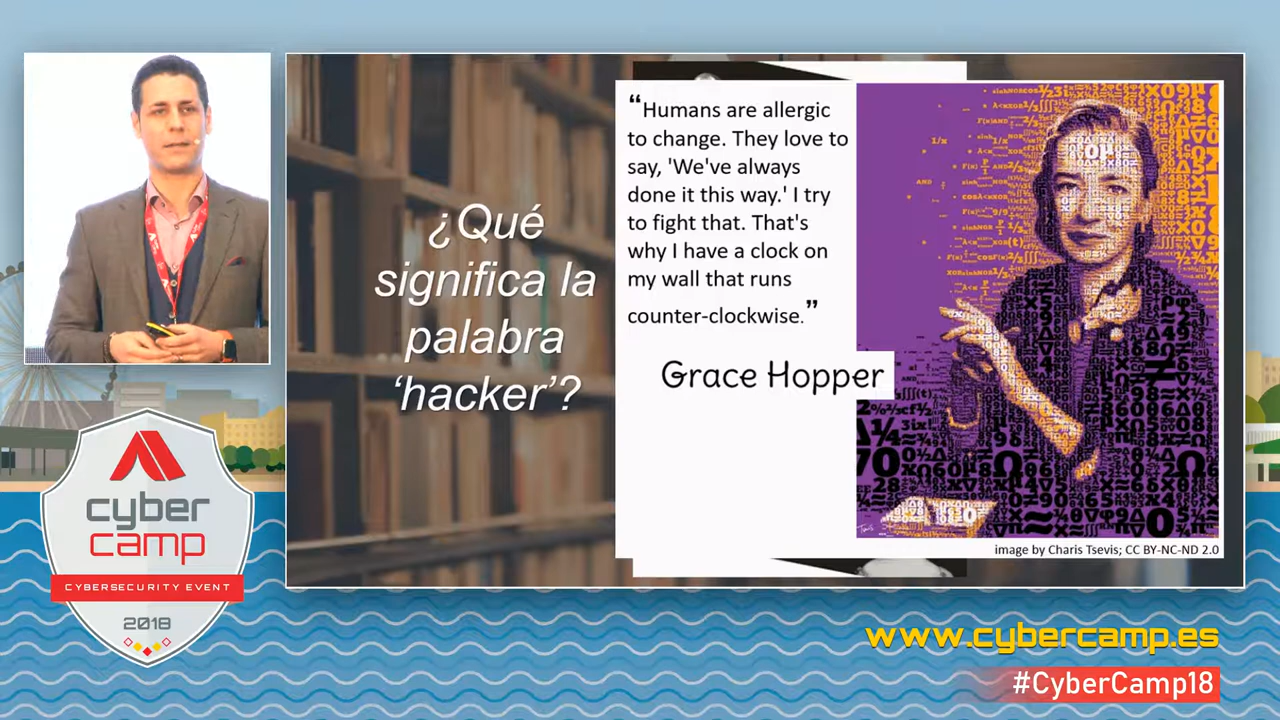 ¿Qué
significa la
palabra
‘hacker’?
“Humans are allergic
to change. They love to
say, 'We've always
done it this way.' I try
to fight that. That's
why I have a clock on
my wall that runs
counter-clockwise.”
Grace Hopper
image by Charis Tsevis; CC BY-NC-ND 2.0
cyber
camp
CYBERSECURITY EVENT
2018
www.cybercamp.es
#CyberCamp18